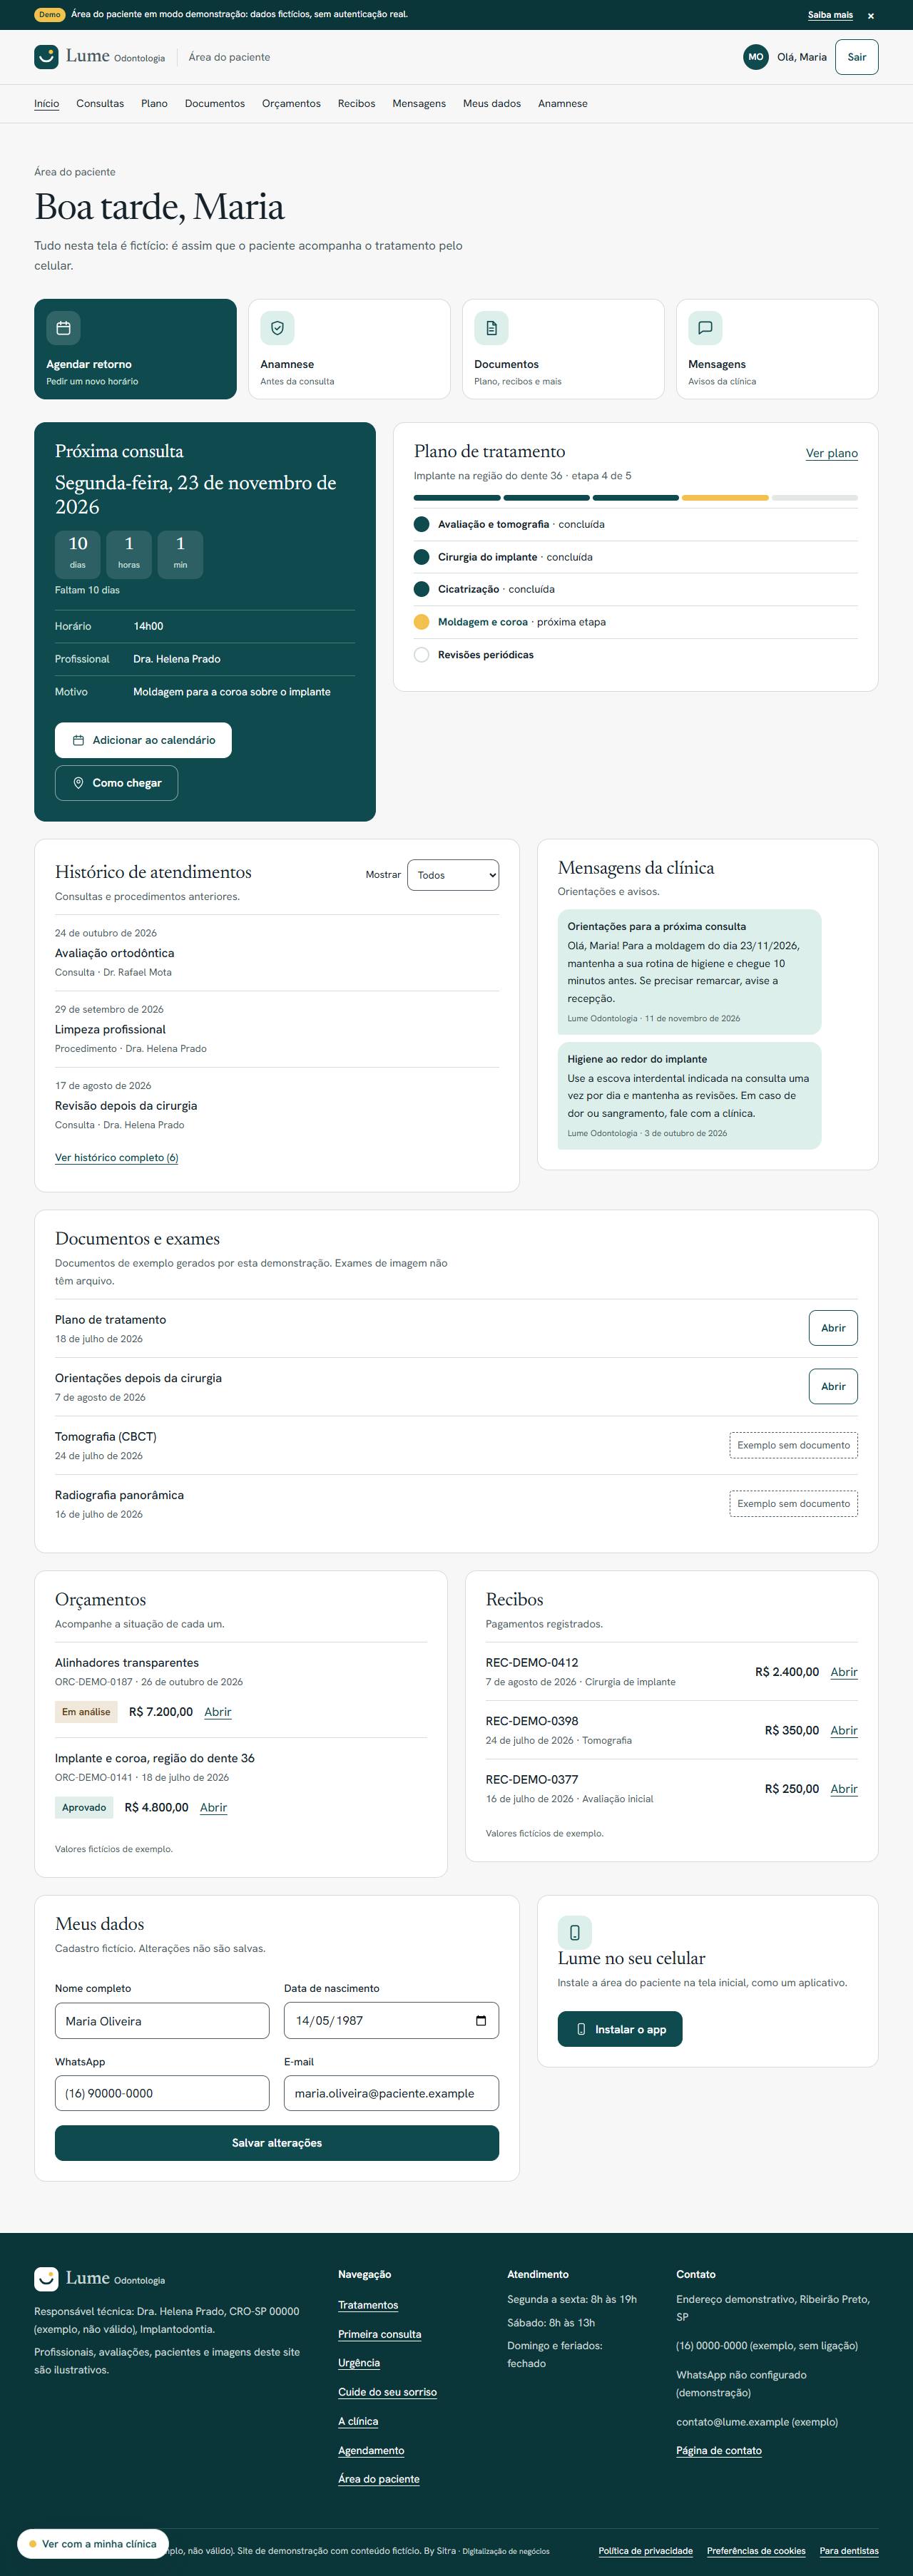 Demo Área do paciente em modo demonstração: dados fictícios, sem autenticação real. Saiba mais ×
Lume Odontologia Área do paciente MO Olá, Maria Sair
Início Consultas Plano Documentos Orçamentos Recibos Mensagens Meus dados Anamnese
Área do paciente
Boa tarde, Maria
Tudo nesta tela é fictício: é assim que o paciente acompanha o tratamento pelo
celular.
Agendar retorno
Pedir um novo horário
Anamnese
Antes da consulta
Documentos
Plano, recibos e mais
Mensagens
Avisos da clínica
Próxima consulta
Segunda-feira, 23 de novembro de
2026
10 1 1
dias horas min
Faltam 10 dias
Horário 14h00
Profissional Dra. Helena Prado
Motivo Moldagem para a coroa sobre o implante
Adicionar ao calendário
Como chegar
Plano de tratamento Ver plano
Implante na região do dente 36 · etapa 4 de 5
Avaliação e tomografia · concluída
Cirurgia do implante · concluída
Cicatrização · concluída
Moldagem e coroa · próxima etapa
Revisões periódicas
Histórico de atendimentos Mostrar Todos
Consultas e procedimentos anteriores.
24 de outubro de 2026
Avaliação ortodôntica
Consulta · Dr. Rafael Mota
29 de setembro de 2026
Limpeza profissional
Procedimento · Dra. Helena Prado
17 de agosto de 2026
Revisão depois da cirurgia
Consulta · Dra. Helena Prado
Ver histórico completo (6)
Mensagens da clínica
Orientações e avisos.
Orientações para a próxima consulta
Olá, Maria! Para a moldagem do dia 23/11/2026,
mantenha a sua rotina de higiene e chegue 10
minutos antes. Se precisar remarcar, avise a
recepção.
Lume Odontologia · 11 de novembro de 2026
Higiene ao redor do implante
Use a escova interdental indicada na consulta uma
vez por dia e mantenha as revisões. Em caso de
dor ou sangramento, fale com a clínica.
Lume Odontologia · 3 de outubro de 2026
Documentos e exames
Documentos de exemplo gerados por esta demonstração. Exames de imagem não
têm arquivo.
Plano de tratamento
18 de julho de 2026
Abrir
Orientações depois da cirurgia
7 de agosto de 2026
Abrir
Tomografia (CBCT)
24 de julho de 2026
Exemplo sem documento
Radiografia panorâmica
16 de julho de 2026
Exemplo sem documento
Orçamentos
Acompanhe a situação de cada um.
Alinhadores transparentes
ORC-DEMO-0187 · 26 de outubro de 2026
Em análise R$ 7.200,00 Abrir
Implante e coroa, região do dente 36
ORC-DEMO-0141 · 18 de julho de 2026
Aprovado R$ 4.800,00 Abrir
Valores fictícios de exemplo.
Recibos
Pagamentos registrados.
REC-DEMO-0412
7 de agosto de 2026 · Cirurgia de implante
R$ 2.400,00 Abrir
REC-DEMO-0398
24 de julho de 2026 · Tomografia
R$ 350,00 Abrir
REC-DEMO-0377
16 de julho de 2026 · Avaliação inicial
R$ 250,00 Abrir
Valores fictícios de exemplo.
Meus dados
Cadastro fictício. Alterações não são salvas.
Nome completo Data de nascimento
Maria Oliveira 14/05/1987
WhatsApp E-mail
(16) 90000-0000 maria.oliveira@paciente.example
Salvar alterações
Lume no seu celular
Instale a área do paciente na tela inicial, como um aplicativo.
Instalar o app
Lume Odontologia
Responsável técnica: Dra. Helena Prado, CRO-SP 00000
(exemplo, não válido), Implantodontia.
Profissionais, avaliações, pacientes e imagens deste site
são ilustrativos.
Navegação
Tratamentos
Primeira consulta
Urgência
Cuide do seu sorriso
A clínica
Agendamento
Área do paciente
Atendimento
Segunda a sexta: 8h às 19h
Sábado: 8h às 13h
Domingo e feriados:
fechado
Contato
Endereço demonstrativo, Ribeirão Preto,
SP
(16) 0000-0000 (exemplo, sem ligação)
WhatsApp não configurado
(demonstração)
contato@lume.example (exemplo)
Página de contato
Ver com a minha clínica
não válido). Site de demonstração com conteúdo fictício. By Sitra · Digitalização de negócios
Política de privacidade Preferências de cookies Para dentistas